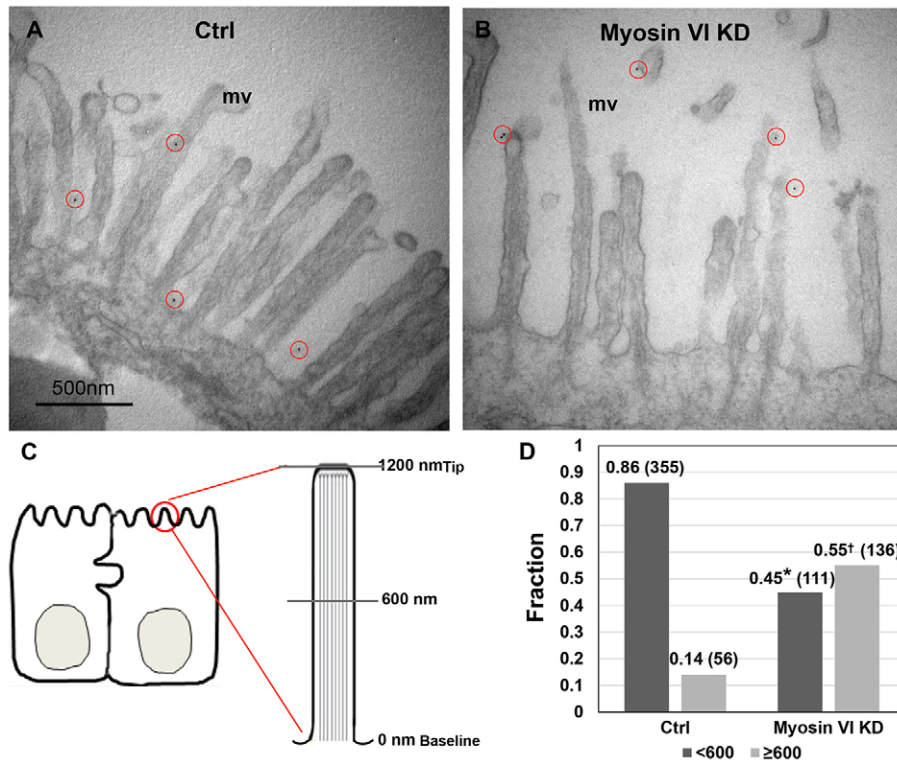 A
Ctrl
mv
500nm
B
Myosin VI KD
mv
C
1200 nm Tip
600 nm
0 nm Baseline
D
Fraction
1
0.9
0.8
0.7
0.6
0.5
0.4
0.3
0.2
0.1
0
0.86 (355)
0.14 (56)
0.45* (111)
0.55† (136)
Ctrl
Myosin VI KD
<600
≥600